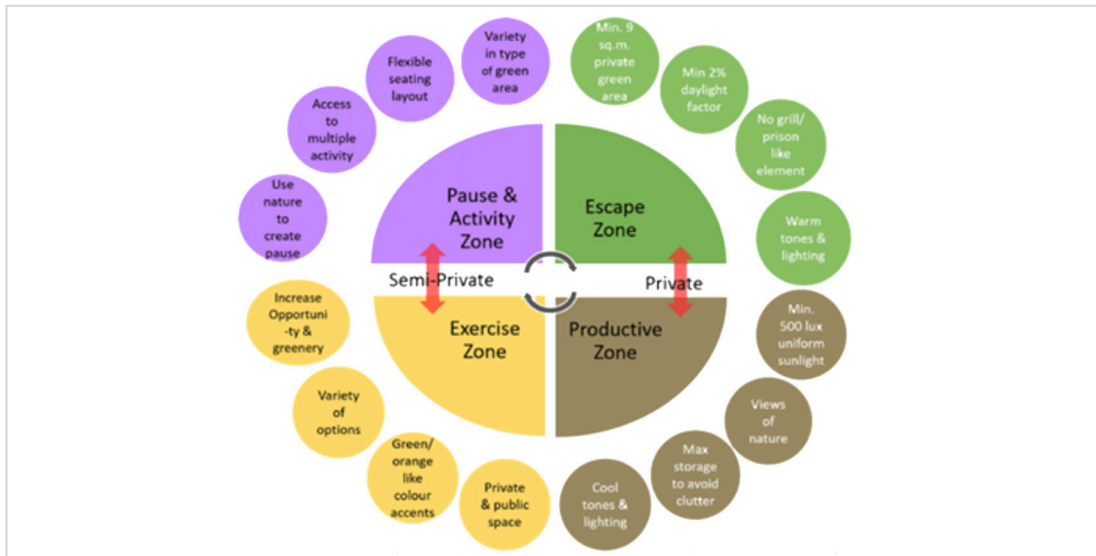 Variety
in type
of green
area
Flexible
seating
layout
Access
to
multiple
activity
Use
nature
to
create
pause
Min. 9
sq.m.
private
green
area
Min 2%
daylight
factor
No grill/
prison
like
element
Warm
tones &
lighting
Pause &
Activity
Zone
Escape
Zone
Semi-Private
Private
Exercise
Zone
Productive
Zone
Increase
Opportuni
-ty &
greenery
Variety
of
options
Green/
orange
like
colour
accents
Private
& public
space
Min.
500 lux
uniform
sunlight
Views
of
nature
Max
storage
to avoid
clutter
Cool
tones &
lighting